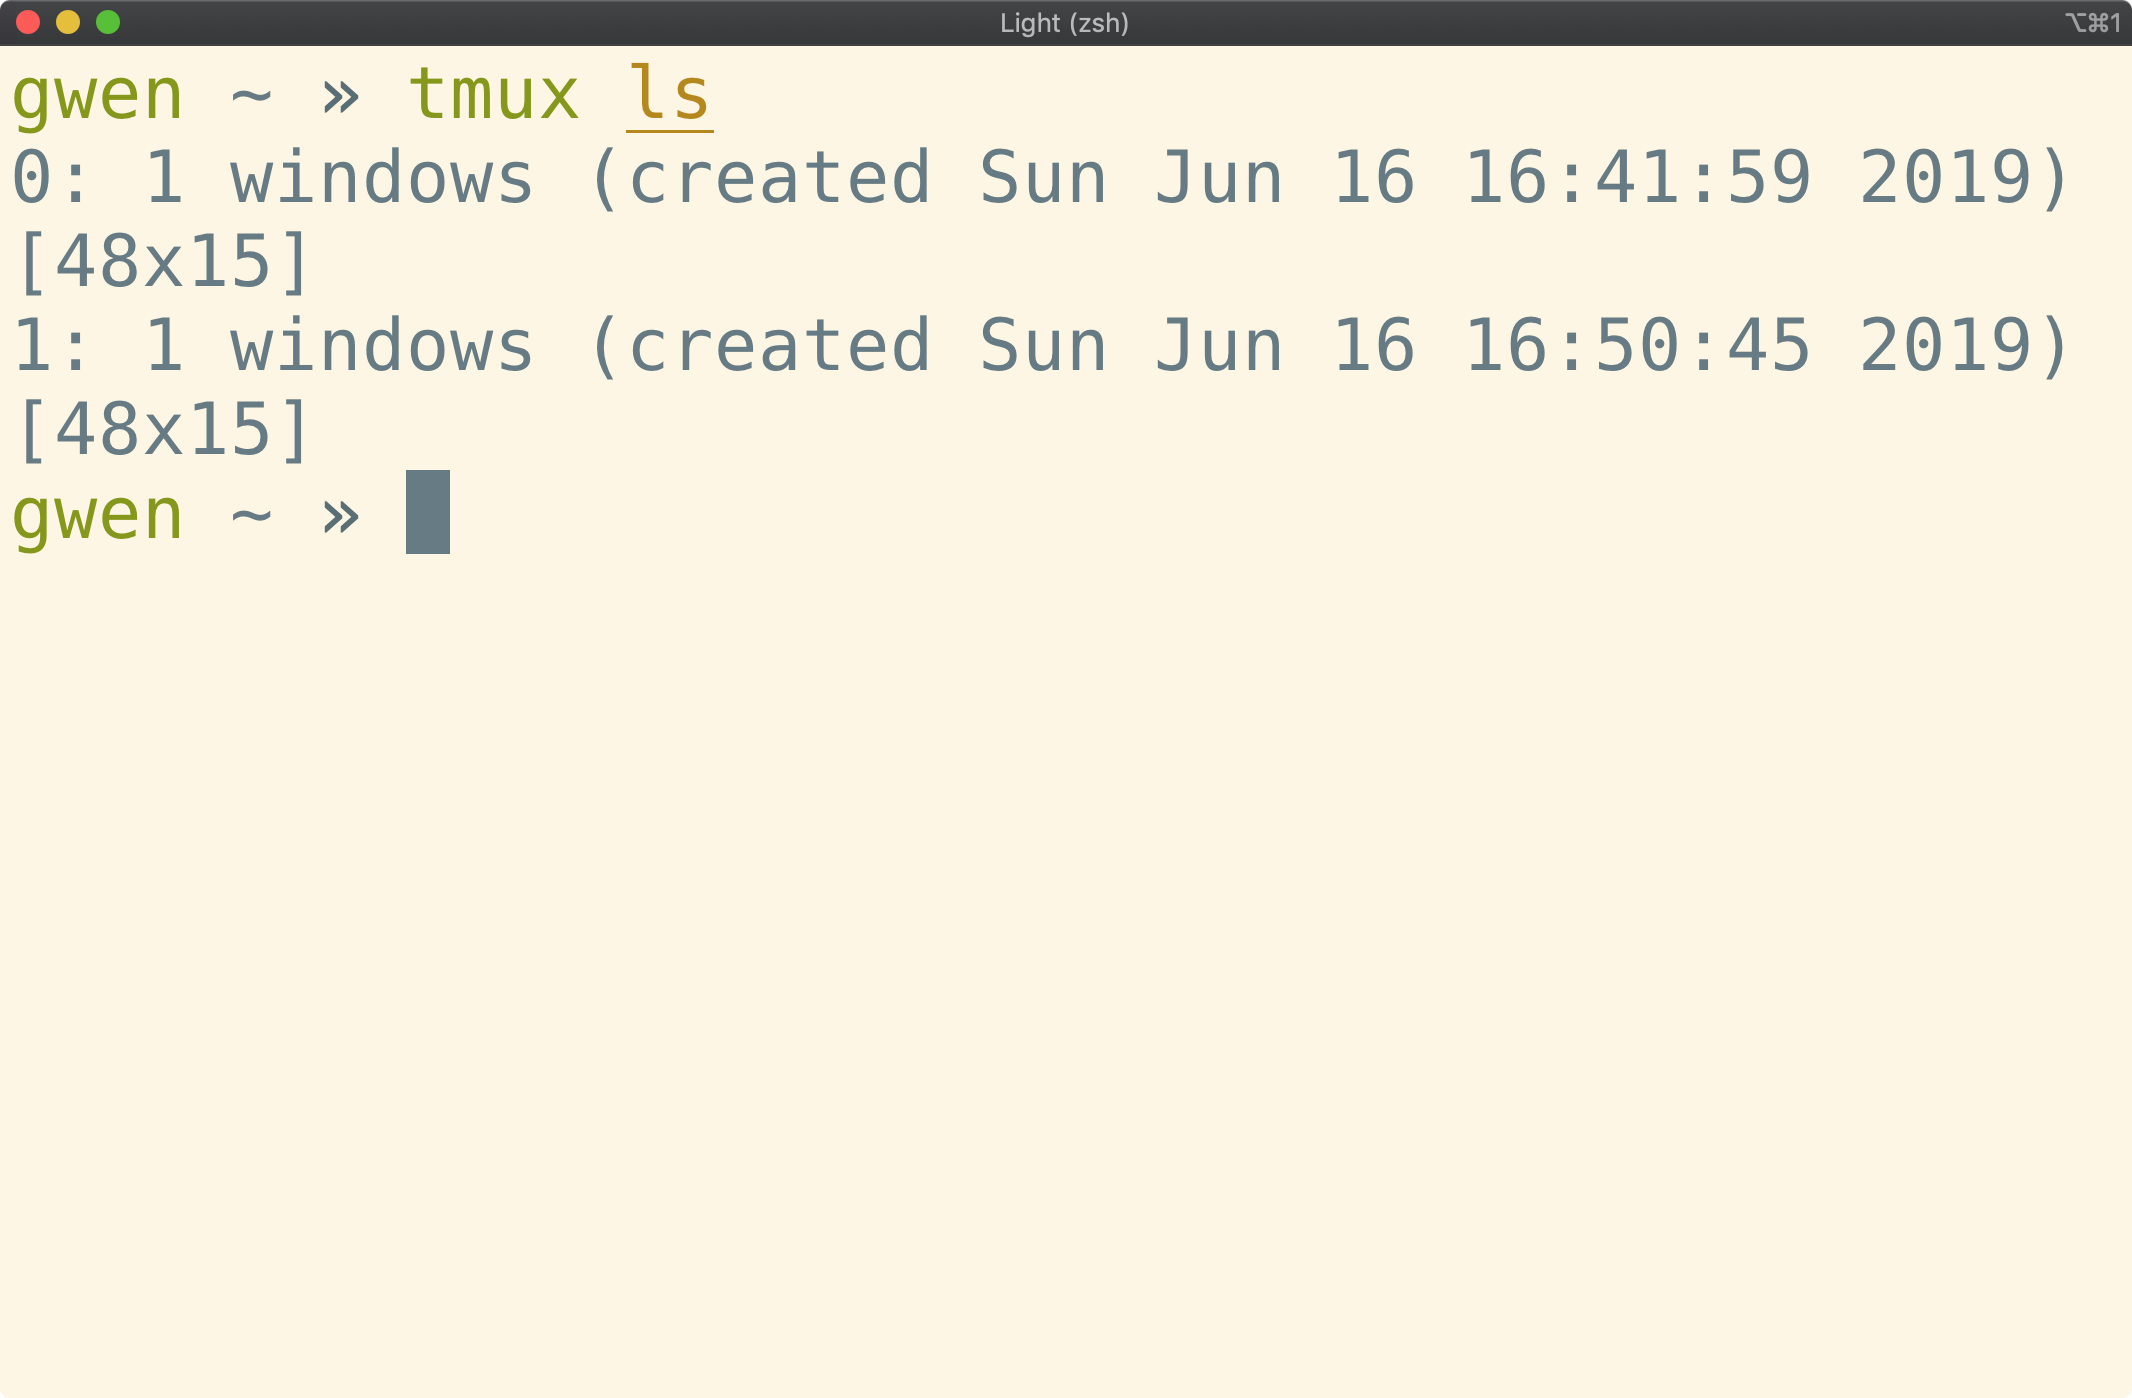 Light (zsh)
⌥⌘1
gwen ~ » tmux ls
0: 1 windows (created Sun Jun 16 16:41:59 2019)
[48x15]
1: 1 windows (created Sun Jun 16 16:50:45 2019)
[48x15]
gwen ~ »